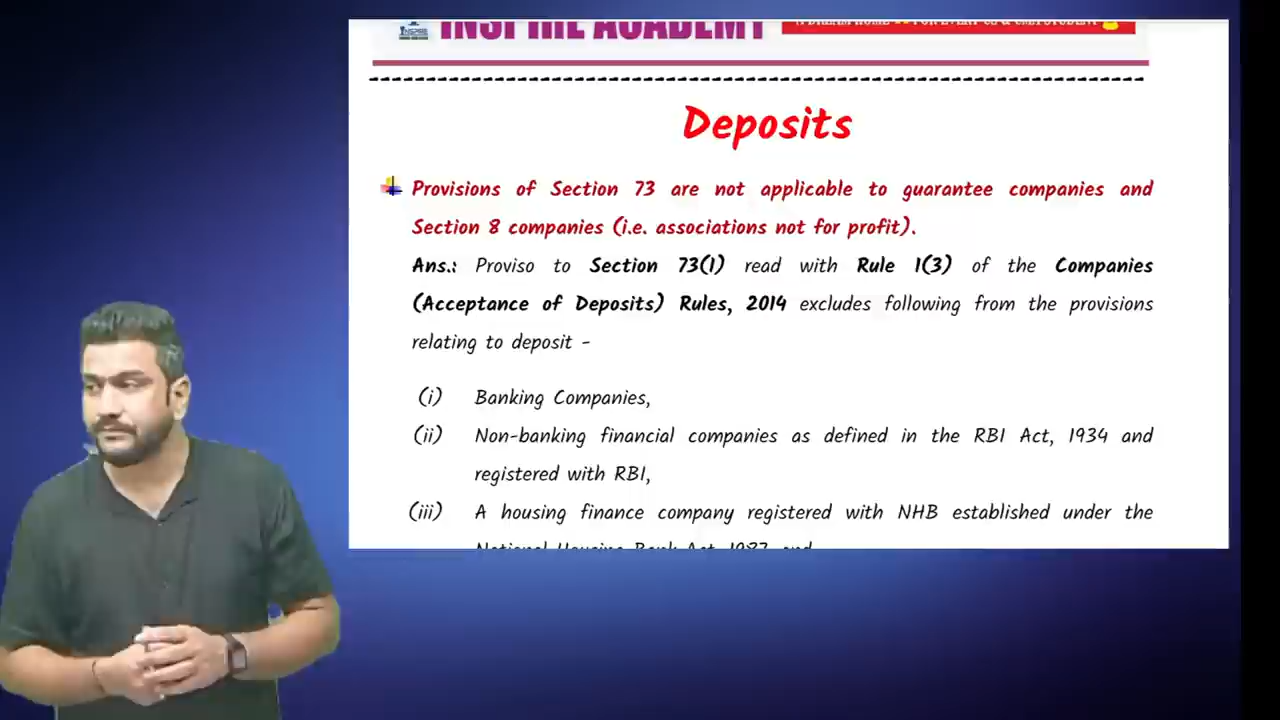 INSPIRE ACADEMY
Deposits
Provisions of Section 73 are not applicable to guarantee companies and
Section 8 companies (i.e. associations not for profit).
Ans.: Proviso to Section 73(1) read with Rule 1(3) of the Companies
(Acceptance of Deposits) Rules, 2014 excludes following from the provisions
relating to deposit -
(i) Banking Companies,
(ii) Non-banking financial companies as defined in the RBI Act, 1934 and
registered with RBI,
(iii) A housing finance company registered with NHB established under the
National Housing Bank Act, 1987, and